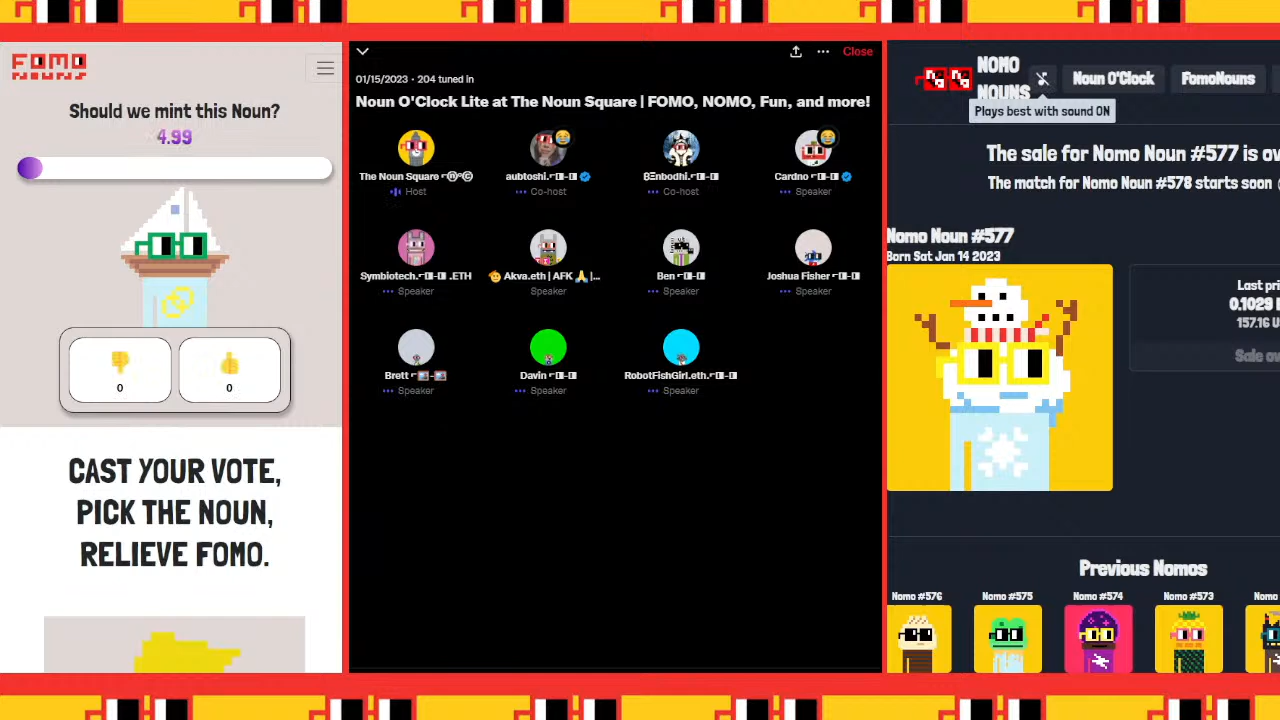 FOMO
NOUNS
Should we mint this Noun?
4.99
0
0
CAST YOUR VOTE,
PICK THE NOUN,
RELIEVE FOMO.
Close
01/15/2023 · 204 tuned in
Noun O'Clock Lite at The Noun Square | FOMO, NOMO, Fun, and more!
The Noun Square
Host
aubtoshi.⌐◨-◨
Co-host
BΞnbodhi.⌐◨-◨
Co-host
Cardno ⌐◨-◨
Speaker
Symbiotech.⌐◨-◨ .ETH
Speaker
Akva.eth | AFK 🙏 |...
Speaker
Ben ⌐◨-◨
Speaker
Joshua Fisher ⌐◨-◨
Speaker
Brett
Speaker
Davin ⌐◨-◨
Speaker
RobotFishGirl.eth.⌐◨-◨
Speaker
NOMO
NOUNS
Noun O'Clock
FomoNouns
Plays best with sound ON
The sale for Nomo Noun #577 is ov
The match for Nomo Noun #578 starts soon
Nomo Noun #577
Born Sat Jan 14 2023
Last pri
0.1029
157.16 U
Sale ov
Previous Nomos
Nomo #576
Nomo #575
Nomo #574
Nomo #573
Nomo